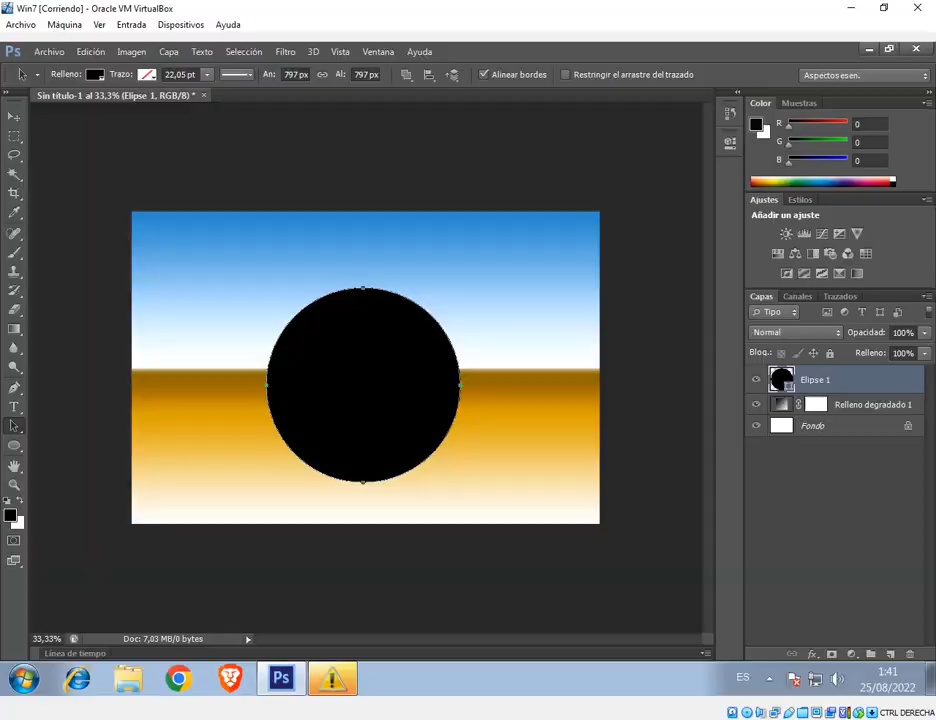 Win7 [Corriendo] - Oracle VM VirtualBox
Archivo Máquina Ver Entrada Dispositivos Ayuda
Ps Archivo Edición Imagen Capa Texto Selección Filtro 3D Vista Ventana Ayuda
Relleno: Trazo: 22,05 pt An: 797 px Al: 797 px Alinear bordes Restringir el arrastre del trazado Aspectos esen.
Sin título-1 al 33,3% (Elipse 1, RGB/8) * ×
Color Muestras
R 0
G 0
B 0
Ajustes Estilos
Añadir un ajuste
Capas Canales Trazados
Tipo
Normal Opacidad: 100%
Bloq.: Relleno: 100%
Elipse 1
Relleno degradado 1
Fondo
33,33% Doc: 7,03 MB/0 bytes
Línea de tiempo
ES 1:41
25/08/2022
CTRL DERECHA